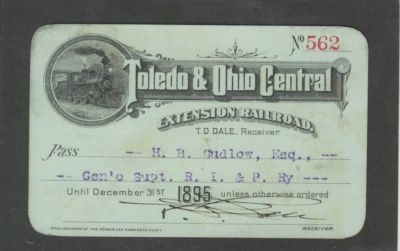 No 562
Toledo & Ohio Central
EXTENSION RAILROAD.
T.D. DALE, Receiver
Pass -- H. B. Gudlow, Esq., --
-- Gen'o Supt. R. I. & P. Ry ---
Until December 31ST 1895 unless otherwise ordered
RECEIVER.